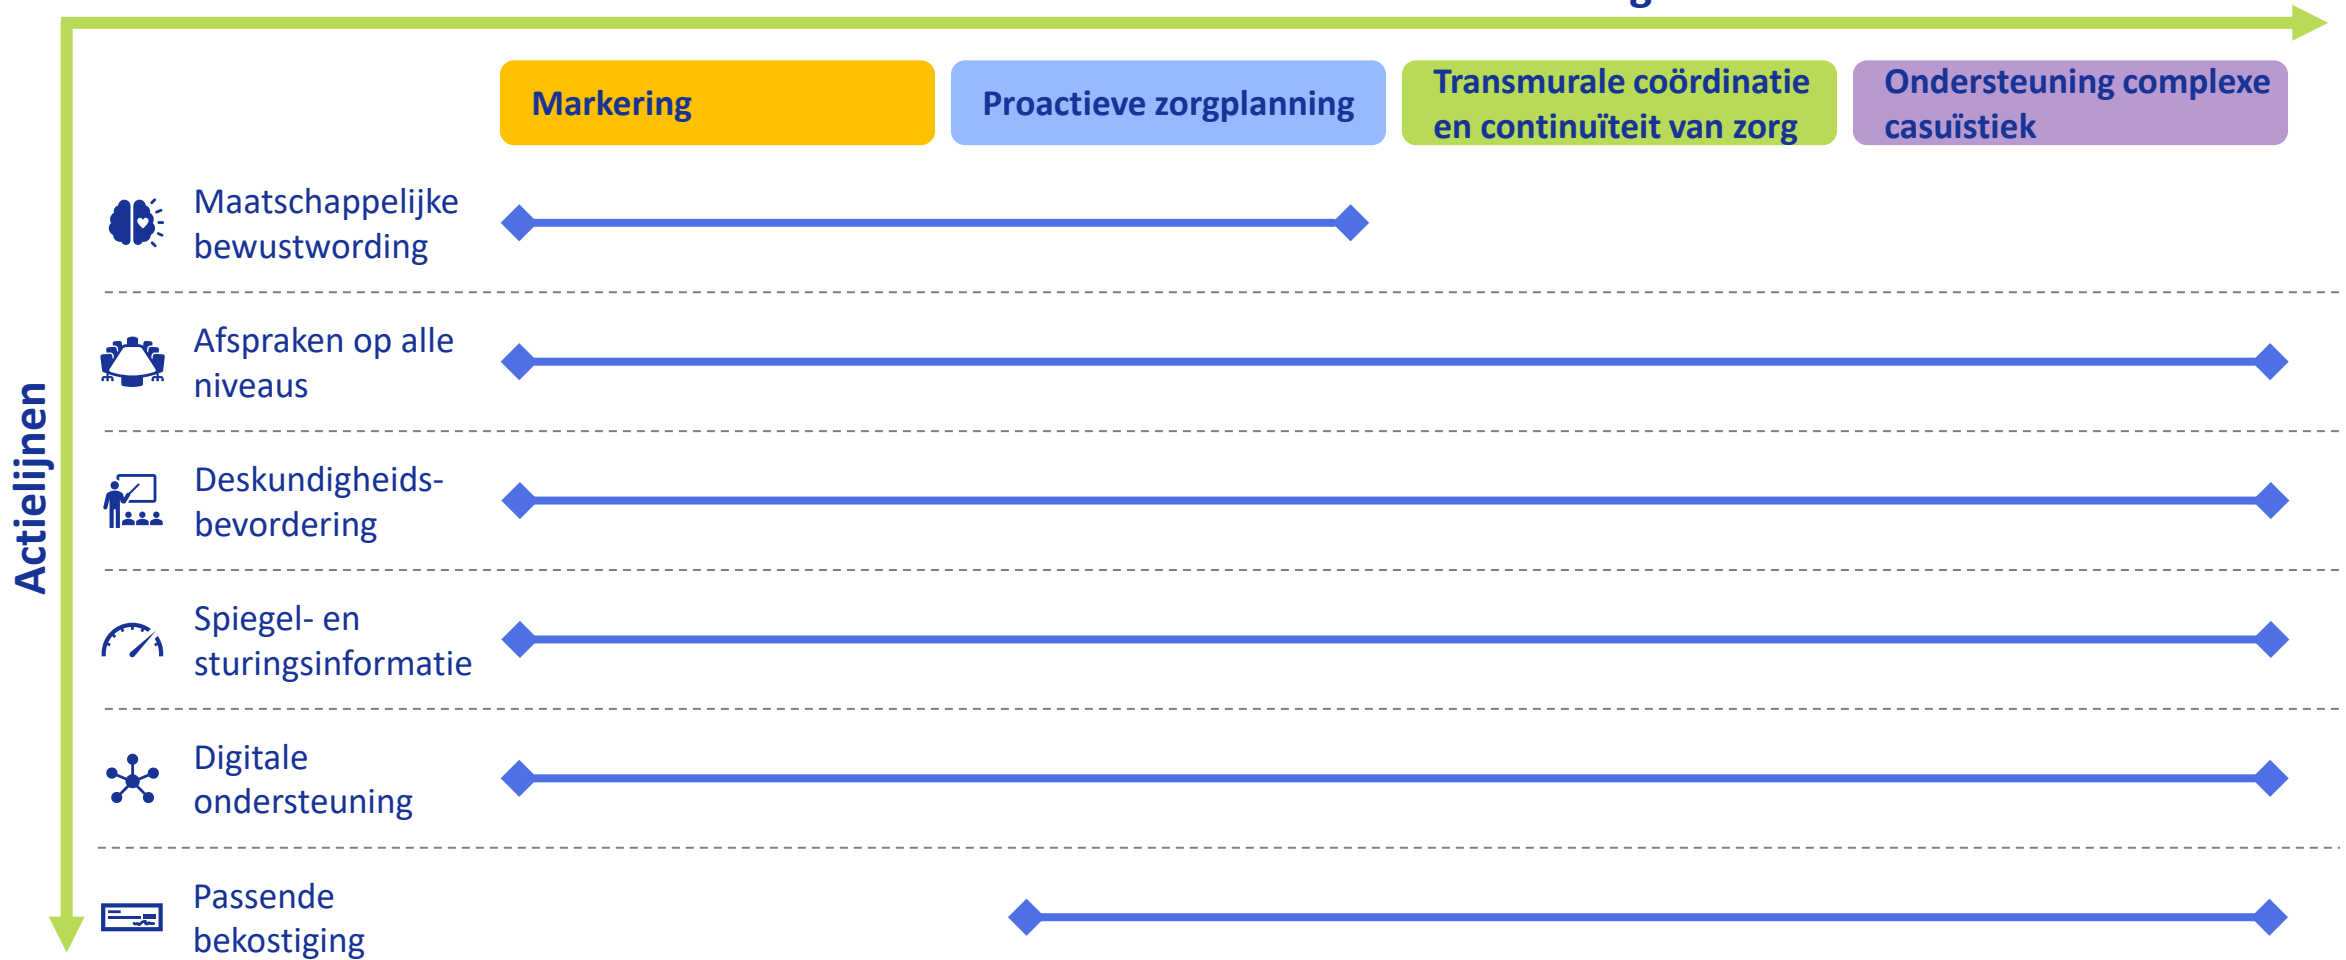 Markering
Proactieve zorgplanning
Transmurale coördinatie
en continuïteit van zorg
Ondersteuning complexe
casuïstiek
Actielijnen
Maatschappelijke
bewustwording
Afspraken op alle
niveaus
Deskundigheids-
bevordering
Spiegel- en
sturingsinformatie
Digitale
ondersteuning
Passende
bekostiging